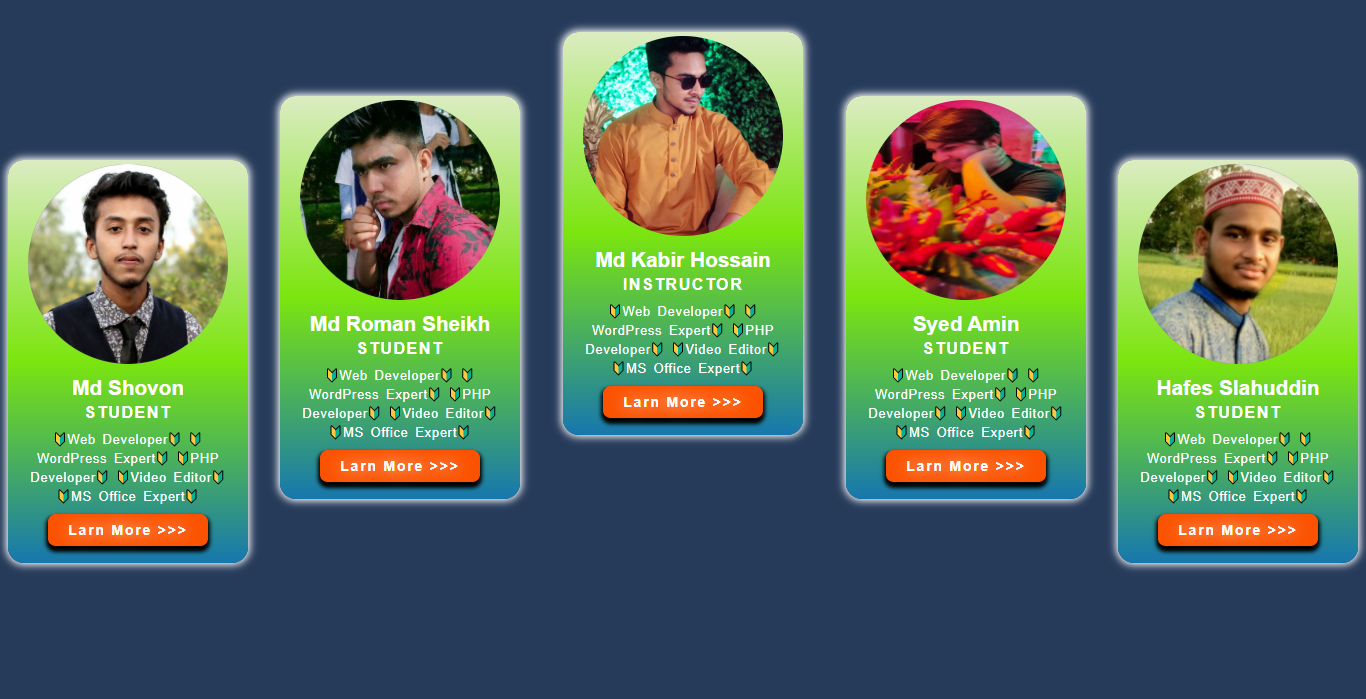 Md Shovon
STUDENT
🔰Web Developer🔰 🔰
WordPress Expert🔰 🔰PHP
Developer🔰 🔰Video Editor🔰
🔰MS Office Expert🔰
Larn More >>>
Md Roman Sheikh
STUDENT
🔰Web Developer🔰 🔰
WordPress Expert🔰 🔰PHP
Developer🔰 🔰Video Editor🔰
🔰MS Office Expert🔰
Larn More >>>
Md Kabir Hossain
INSTRUCTOR
🔰Web Developer🔰 🔰
WordPress Expert🔰 🔰PHP
Developer🔰 🔰Video Editor🔰
🔰MS Office Expert🔰
Larn More >>>
Syed Amin
STUDENT
🔰Web Developer🔰 🔰
WordPress Expert🔰 🔰PHP
Developer🔰 🔰Video Editor🔰
🔰MS Office Expert🔰
Larn More >>>
Hafes Slahuddin
STUDENT
🔰Web Developer🔰 🔰
WordPress Expert🔰 🔰PHP
Developer🔰 🔰Video Editor🔰
🔰MS Office Expert🔰
Larn More >>>